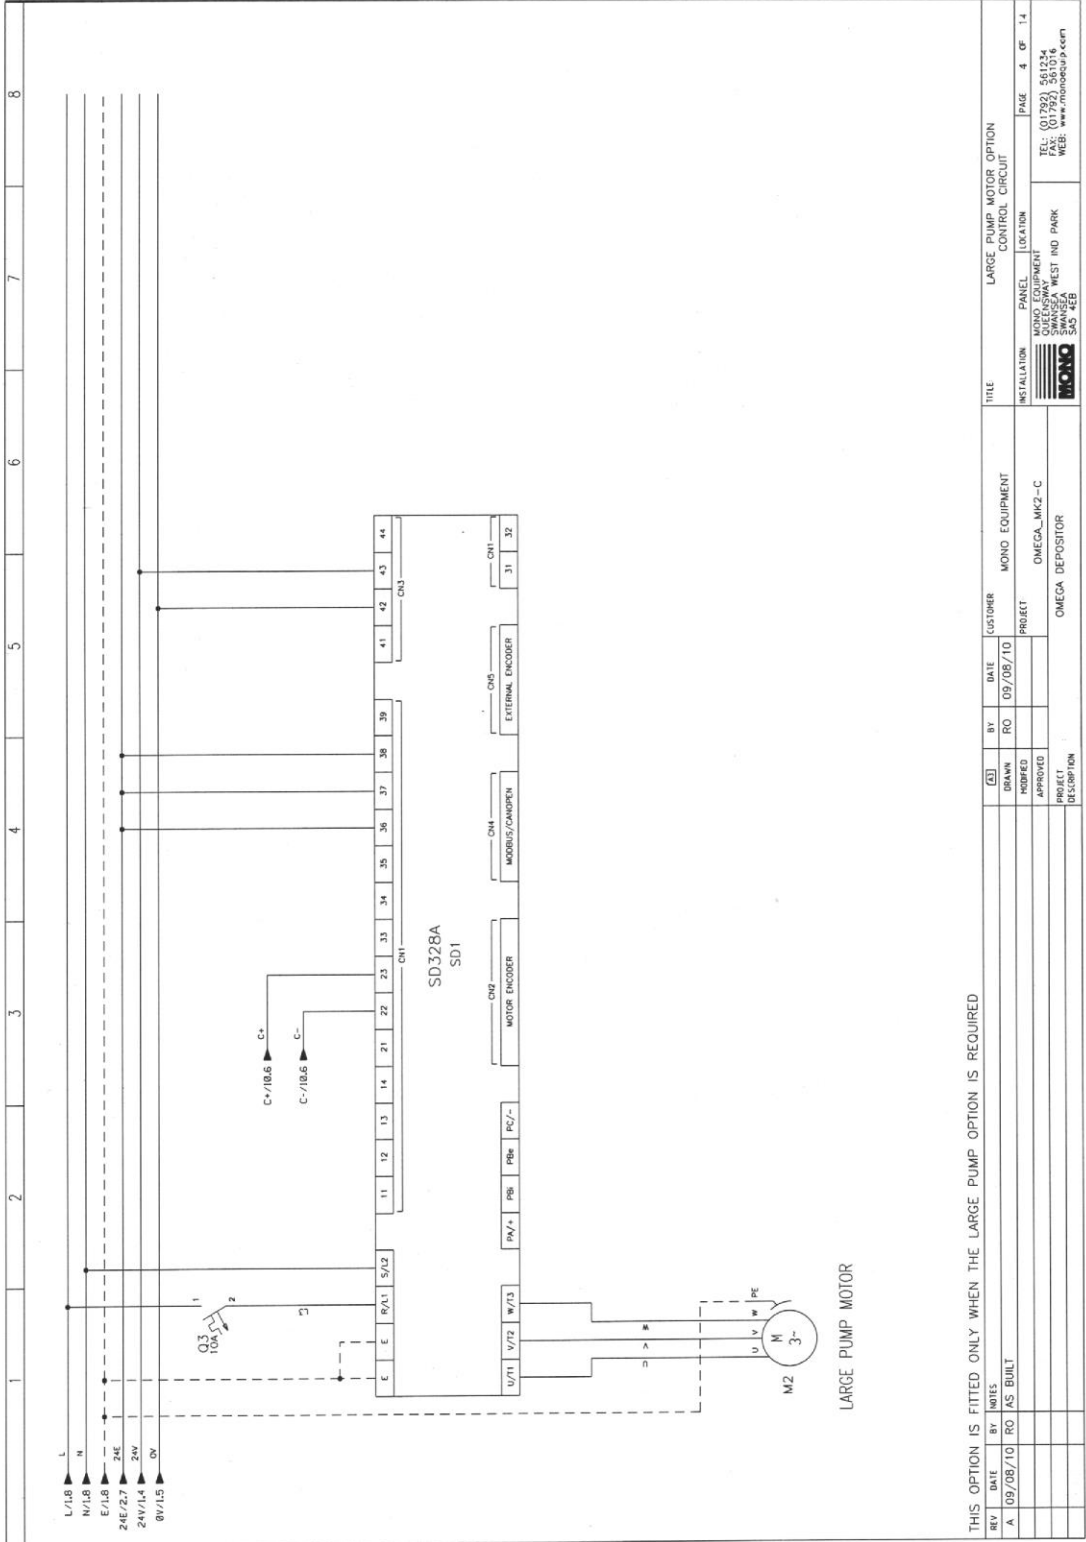 1 2 3 4 5 6 7 8
L/1.8 L
N/1.8 N
E/1.8
24E/2.7 24E
24V/1.4 24V
0V/1.5 0V
Q3
10A
1
2
C+/10.6 C+
C-/10.6 C-
E E R/L1 S/L2 11 12 13 14 21 22 23 33 34 35 36 37 38 39 41 42 43 44
CN1 CN3
SD328A
SD1
CN2 CN4 CN5 CN1
U/T1 V/T2 W/T3 PA/+ PBi PBe PC/- MOTOR ENCODER MODBUS/CANOPEN EXTERNAL ENCODER 31 32
U V W
U V W PE
M2
M
3~
LARGE PUMP MOTOR
THIS OPTION IS FITTED ONLY WHEN THE LARGE PUMP OPTION IS REQUIRED
REV DATE BY NOTES
A 09/08/10 RO AS BUILT
A3 BY DATE
DRAWN RO 09/08/10
MODIFIED
APPROVED
PROJECT
DESCRIPTION
OMEGA DEPOSITOR
CUSTOMER
MONO EQUIPMENT
PROJECT
OMEGA_MK2-C
TITLE
LARGE PUMP MOTOR OPTION
CONTROL CIRCUIT
INSTALLATION PANEL LOCATION PAGE 4 OF 14
MONO
MONO EQUIPMENT
QUEENSWAY
SWANSEA WEST IND PARK
SWANSEA
SA5 4EB
TEL: (01792) 561234
FAX: (01792) 561016
WEB: www.monoequip.com